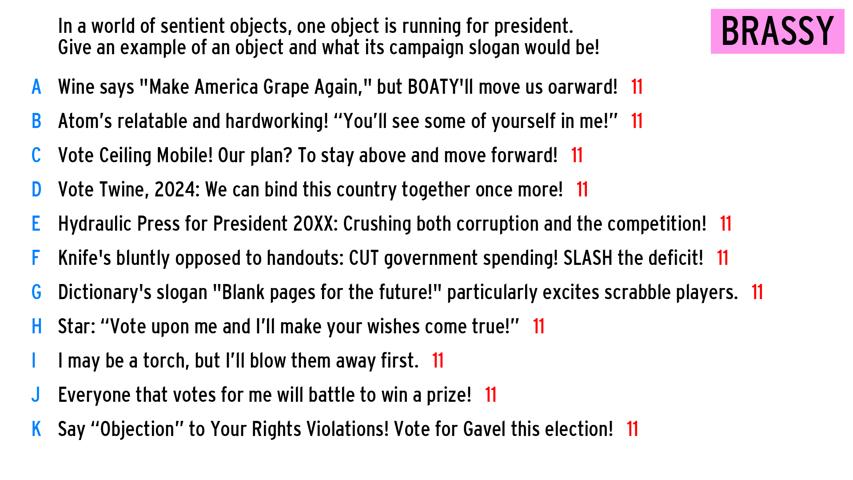 In a world of sentient objects, one object is running for president.
Give an example of an object and what its campaign slogan would be!
BRASSY
A Wine says "Make America Grape Again," but BOATY'll move us oarward! 11
B Atom’s relatable and hardworking! “You’ll see some of yourself in me!” 11
C Vote Ceiling Mobile! Our plan? To stay above and move forward! 11
D Vote Twine, 2024: We can bind this country together once more! 11
E Hydraulic Press for President 20XX: Crushing both corruption and the competition! 11
F Knife's bluntly opposed to handouts: CUT government spending! SLASH the deficit! 11
G Dictionary's slogan "Blank pages for the future!" particularly excites scrabble players. 11
H Star: “Vote upon me and I’ll make your wishes come true!” 11
I I may be a torch, but I’ll blow them away first. 11
J Everyone that votes for me will battle to win a prize! 11
K Say “Objection” to Your Rights Violations! Vote for Gavel this election! 11